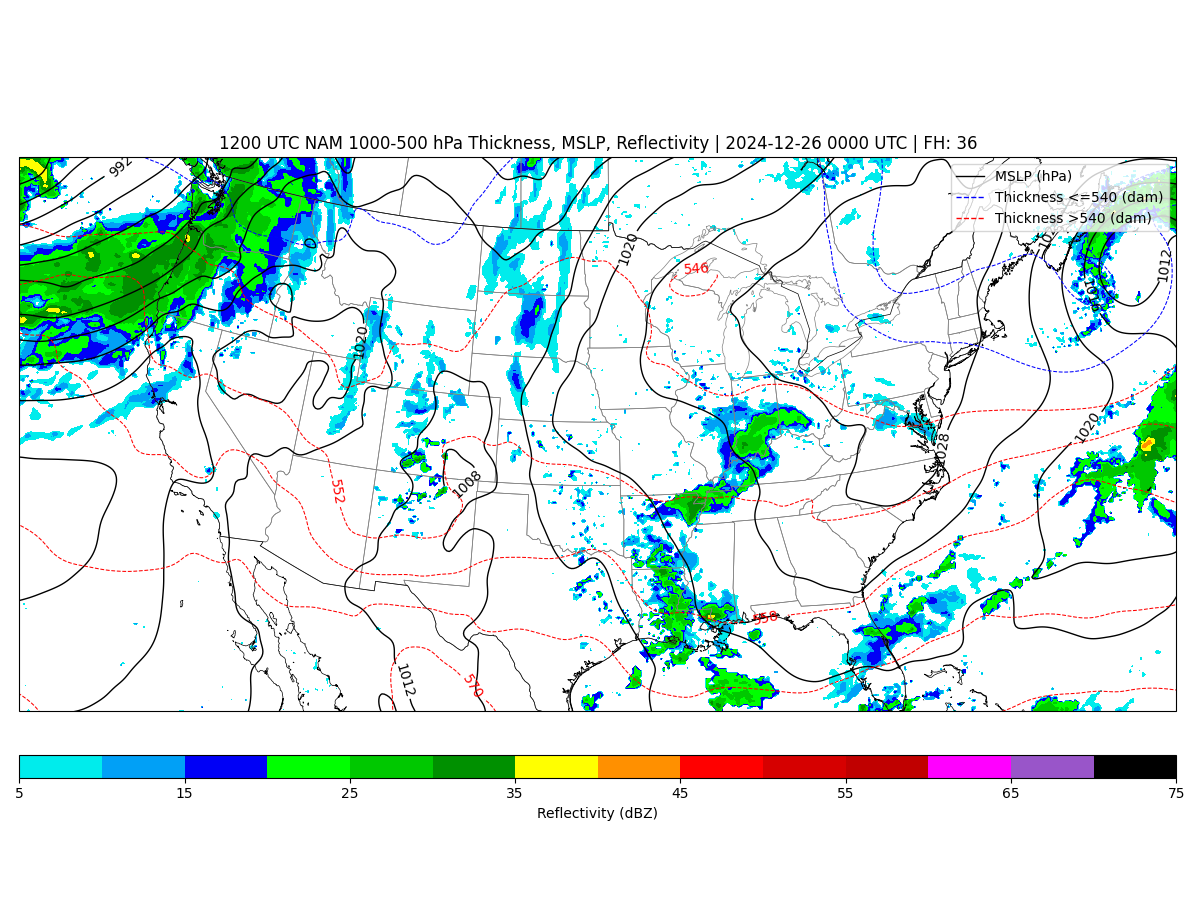 1200 UTC NAM 1000-500 hPa Thickness, MSLP, Reflectivity | 2024-12-26 0000 UTC | FH: 36
MSLP (hPa)
Thickness <=540 (dam)
Thickness >540 (dam)
992
1020
546
1012
1020
1020
1028
552
1008
558
1012
570
5 15 25 35 45 55 65 75
Reflectivity (dBZ)